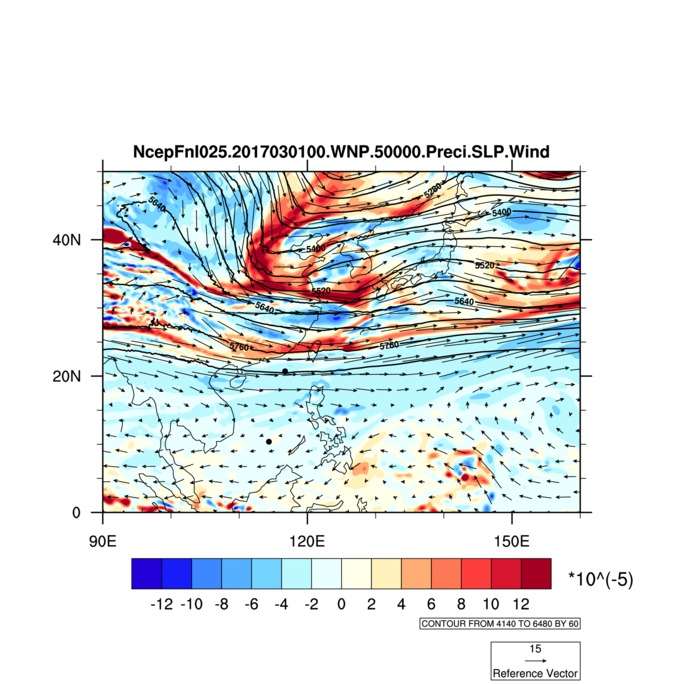 NcepFnl025.2017030100.WNP.50000.Preci.SLP.Wind
5640
5280
5400
40N
5400
5520
5520
5640
5640
5760
5760
20N
0
90E 120E 150E
-12 -10 -8 -6 -4 -2 0 2 4 6 8 10 12
*10^(-5)
CONTOUR FROM 4140 TO 6480 BY 60
15
Reference Vector